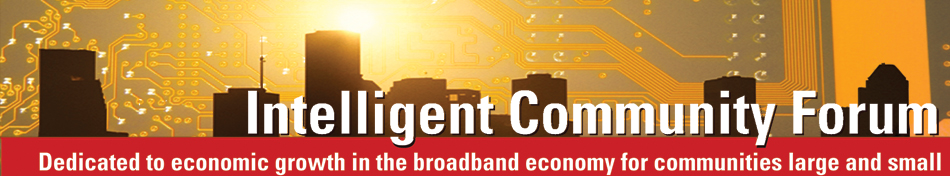 Intelligent Community Forum
Dedicated to economic growth in the broadband economy for communities large and small